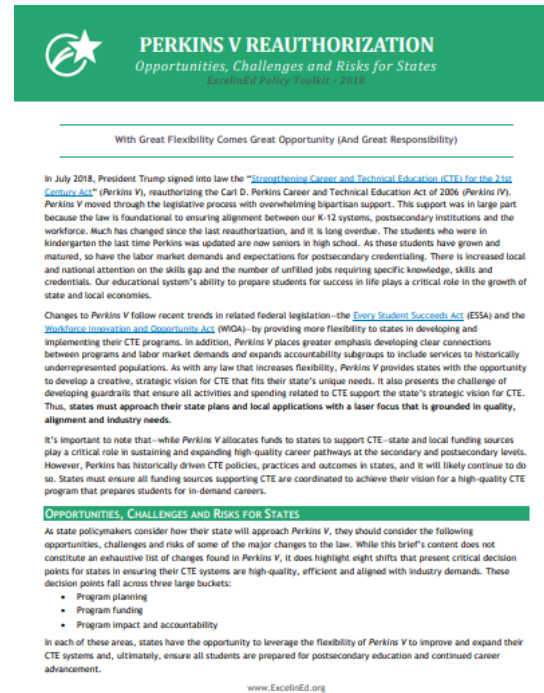 PERKINS V REAUTHORIZATION
Opportunities, Challenges and Risks for States
ExcelinEd Policy Toolkit - 2018
With Great Flexibility Comes Great Opportunity (And Great Responsibility)
In July 2018, President Trump signed into law the “Strengthening Career and Technical Education (CTE) for the 21st
Century Act” (Perkins V), reauthorizing the Carl D. Perkins Career and Technical Education Act of 2006 (Perkins IV).
Perkins V moved through the legislative process with overwhelming bipartisan support. This support was in large part
because the law is foundational to ensuring alignment between our K-12 systems, postsecondary institutions and the
workforce. Much has changed since the last reauthorization, and it is long overdue. The students who were in
kindergarten the last time Perkins was updated are now seniors in high school. As these students have grown and
matured, so have the labor market demands and expectations for postsecondary credentialing. There is increased local
and national attention on the skills gap and the number of unfilled jobs requiring specific knowledge, skills and
credentials. Our educational system’s ability to prepare students for success in life plays a critical role in the growth of
state and local economies.
Changes to Perkins V follow recent trends in related federal legislation—the Every Student Succeeds Act (ESSA) and the
Workforce Innovation and Opportunity Act (WIOA)—by providing more flexibility to states in developing and
implementing their CTE programs. In addition, Perkins V places greater emphasis developing clear connections
between programs and labor market demands and expands accountability subgroups to include services to historically
underrepresented populations. As with any law that increases flexibility, Perkins V provides states with the opportunity
to develop a creative, strategic vision for CTE that fits their state’s unique needs. It also presents the challenge of
developing guardrails that ensure all activities and spending related to CTE support the state’s strategic vision for CTE.
Thus, states must approach their state plans and local applications with a laser focus that is grounded in quality,
alignment and industry needs.
It’s important to note that—while Perkins V allocates funds to states to support CTE—state and local funding sources
play a critical role in sustaining and expanding high-quality career pathways at the secondary and postsecondary levels.
However, Perkins has historically driven CTE policies, practices and outcomes in states, and it will likely continue to do
so. States must ensure all funding sources supporting CTE are coordinated to achieve their vision for a high-quality CTE
program that prepares students for in-demand careers.
OPPORTUNITIES, CHALLENGES AND RISKS FOR STATES
As state policymakers consider how their state will approach Perkins V, they should consider the following
opportunities, challenges and risks of some of the major changes to the law. While this brief’s content does not
constitute an exhaustive list of changes found in Perkins V, it does highlight eight shifts that present critical decision
points for states in ensuring their CTE systems are high-quality, efficient and aligned with industry demands. These
decision points fall across three large buckets:
• Program planning
• Program funding
• Program impact and accountability
In each of these areas, states have the opportunity to leverage the flexibility of Perkins V to improve and expand their
CTE systems and, ultimately, ensure all students are prepared for postsecondary education and continued career
advancement.
www.ExcelinEd.org